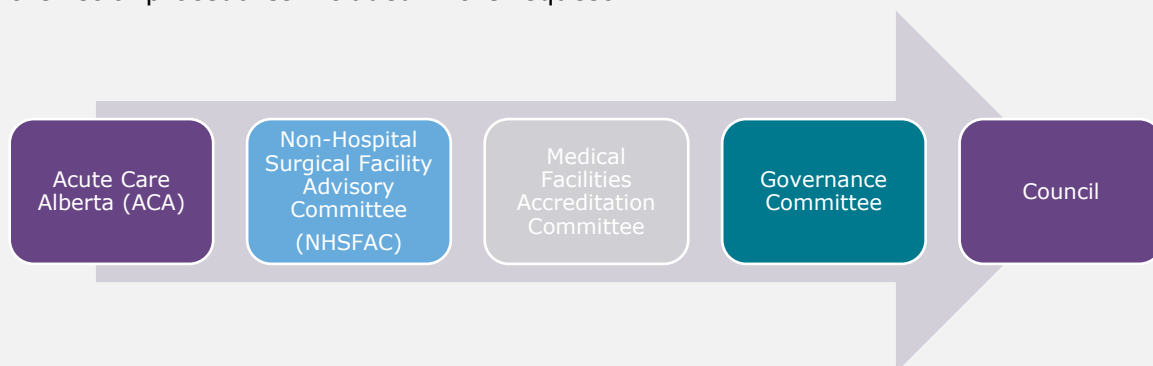 Acute Care
Alberta (ACA)
Non-Hospital
Surgical Facility
Advisory
Committee
(NHSFAC)
Medical
Facilities
Accreditation
Committee
Governance
Committee
Council